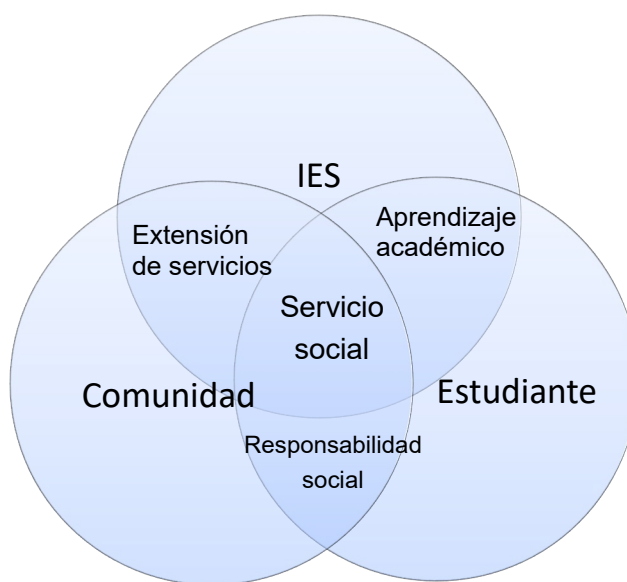 IES
Extensión
de servicios
Aprendizaje
académico
Servicio
social
Comunidad
Estudiante
Responsabilidad
social